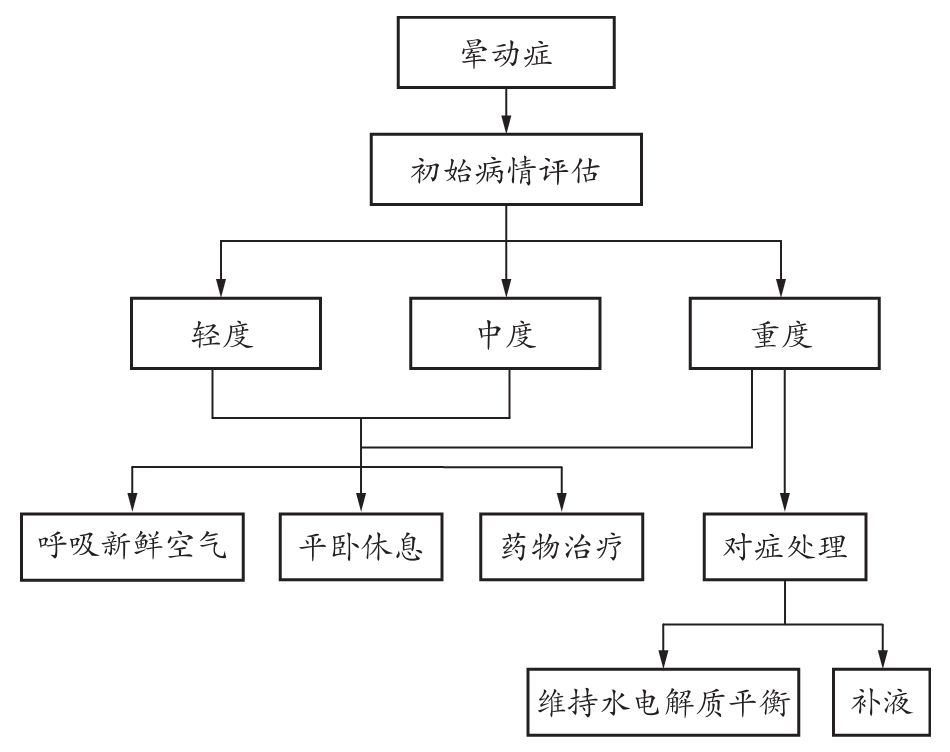 晕动症
初始病情评估
轻度
中度
重度
呼吸新鲜空气
平卧休息
药物治疗
对症处理
维持水电解质平衡
补液